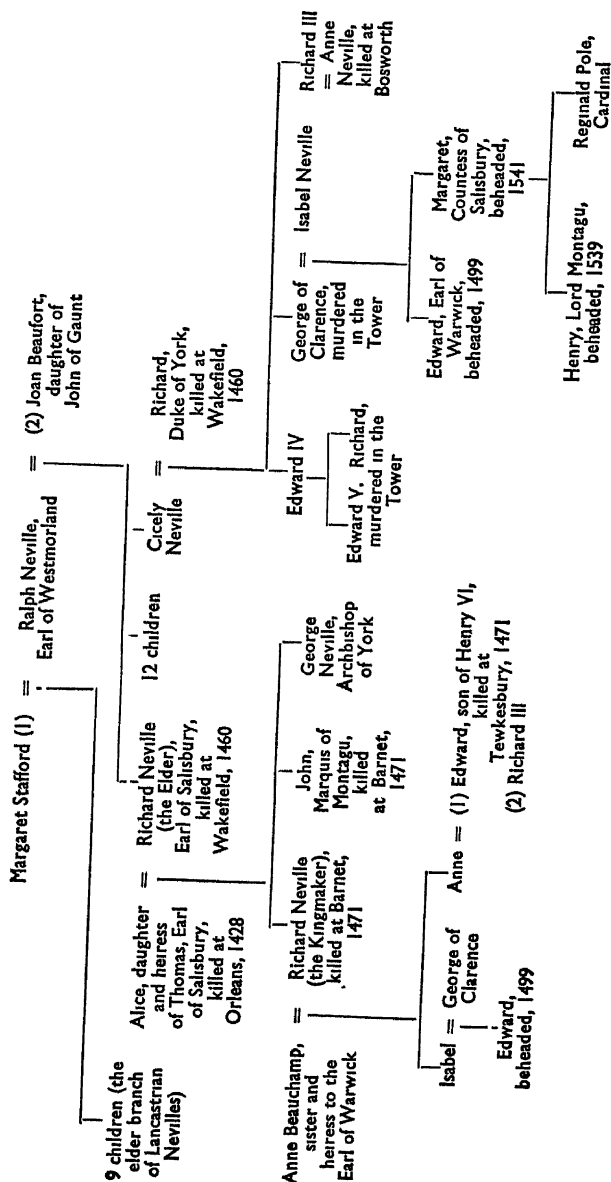 Margaret Stafford (1) = Ralph Neville, = (2) Joan Beaufort,
Earl of Westmorland
daughter of
John of Gaunt
9 children (the
elder branch
of Lancastrian
Nevilles)
Alice, daughter
and heiress
of Thomas, Earl
of Salisbury,
killed at
Orleans, 1428
=
Richard Neville
(the Elder),
Earl of Salisbury,
killed at
Wakefield, 1460
12 children
Cicely
Neville
=
Richard,
Duke of York,
killed at
Wakefield,
1460
Anne Beauchamp,
sister and
heiress to the
Earl of Warwick
=
Richard Neville
(the Kingmaker),
killed at Barnet,
1471
John,
Marquis of
Montagu,
killed
at Barnet,
1471
George
Neville,
Archbishop
of York
Edward IV
George of
Clarence,
murdered
in the
Tower
=
Isabel Neville
Richard III
= Anne
Neville,
killed at
Bosworth
Edward V, Richard,
murdered in the
Tower
Edward, Earl of
Warwick,
beheaded, 1499
Margaret,
Countess of
Salisbury,
beheaded,
1541
Isabel = George of
Clarence
Edward,
beheaded, 1499
Anne = (1) Edward, son of Henry VI,
killed at
Tewkesbury, 1471
(2) Richard III
Henry, Lord Montagu,
beheaded, 1539
Reginald Pole,
Cardinal